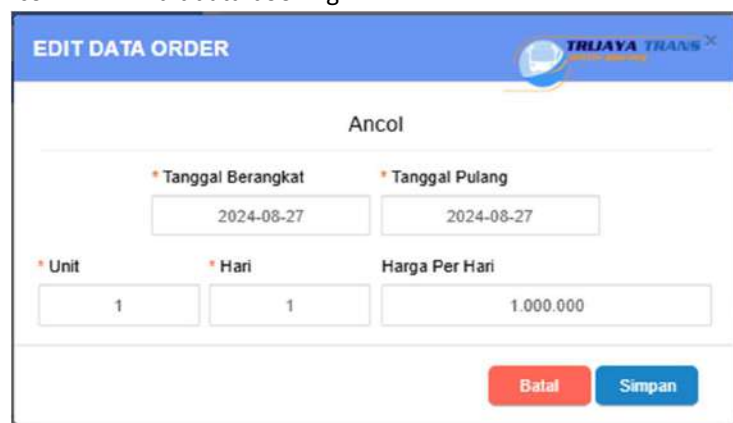 EDIT DATA ORDER
TRIJAYA TRANS ×
Ancol
* Tanggal Berangkat * Tanggal Pulang
2024-08-27 2024-08-27
* Unit * Hari Harga Per Hari
1 1 1.000.000
Batal Simpan